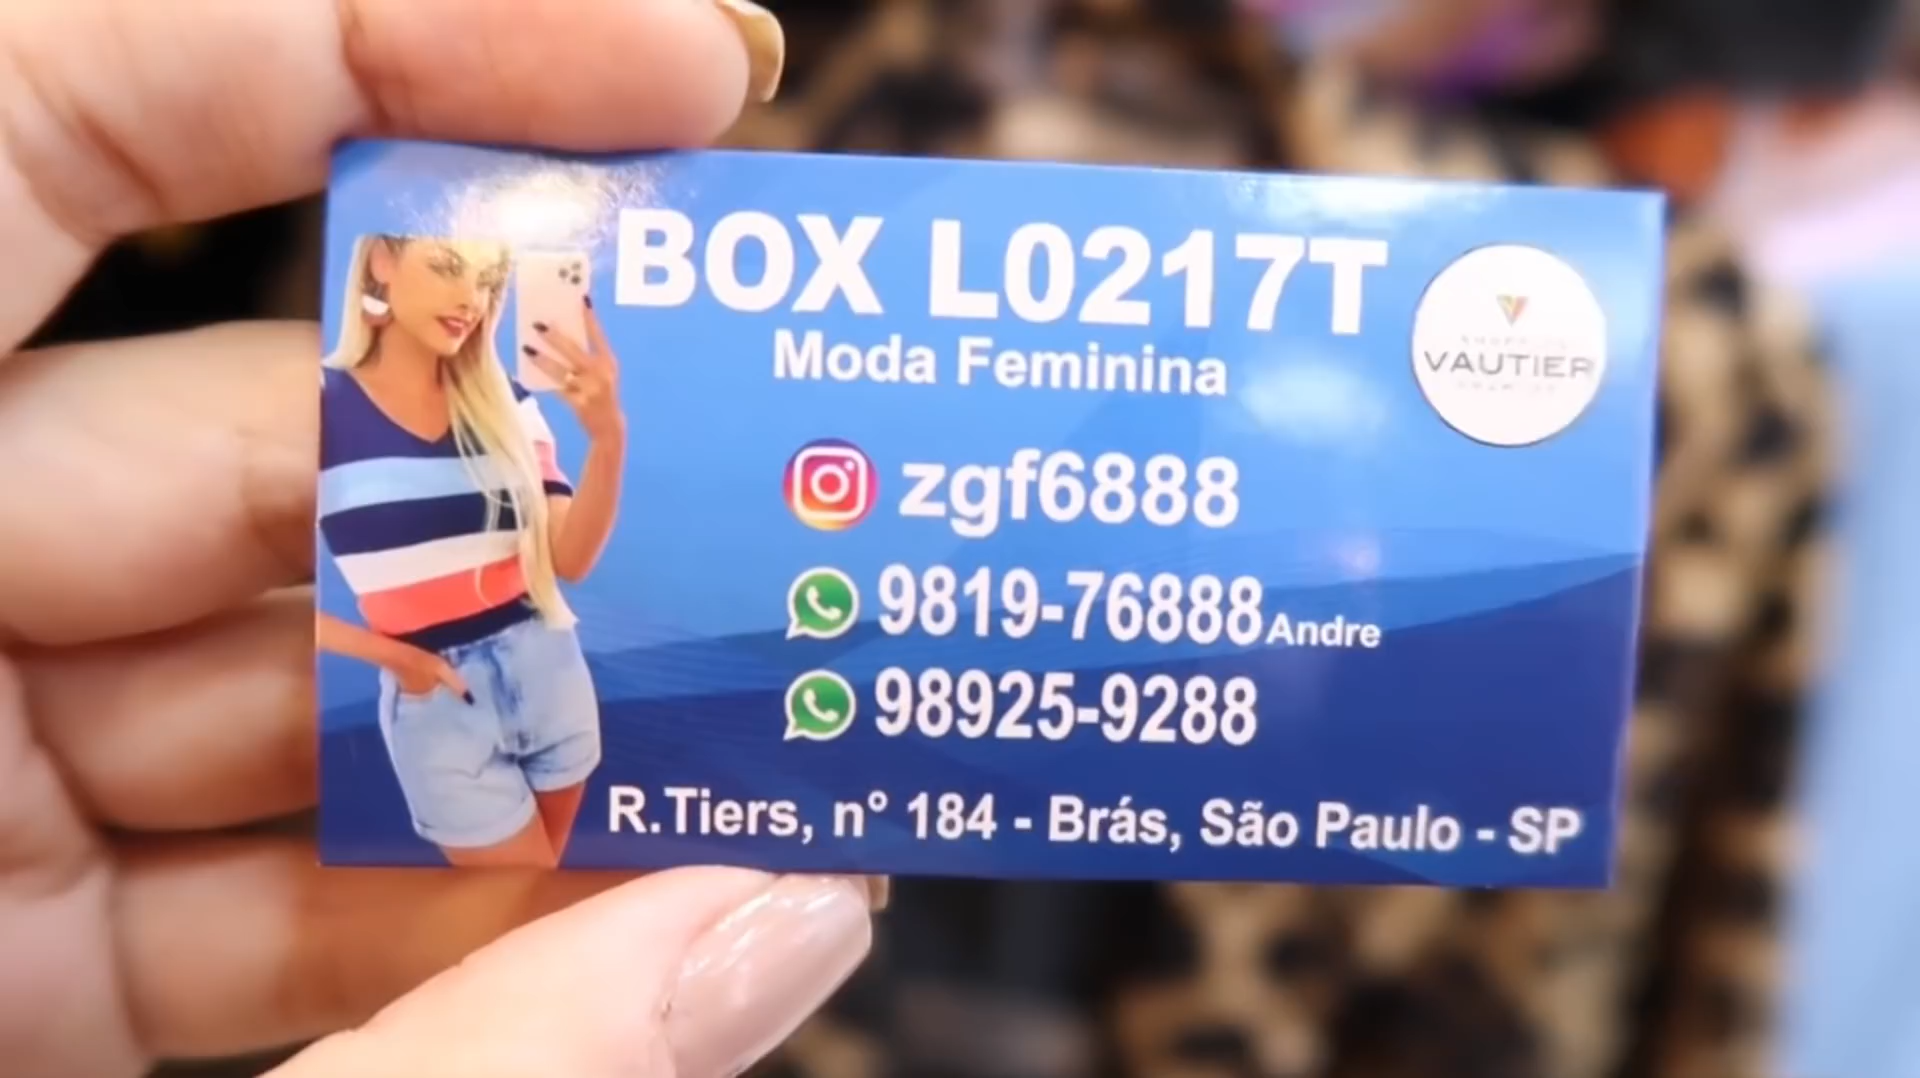 BOX L0217T
Moda Feminina
VAUTIER
zgf6888
9819-76888 Andre
98925-9288
R.Tiers, n° 184 - Brás, São Paulo - SP